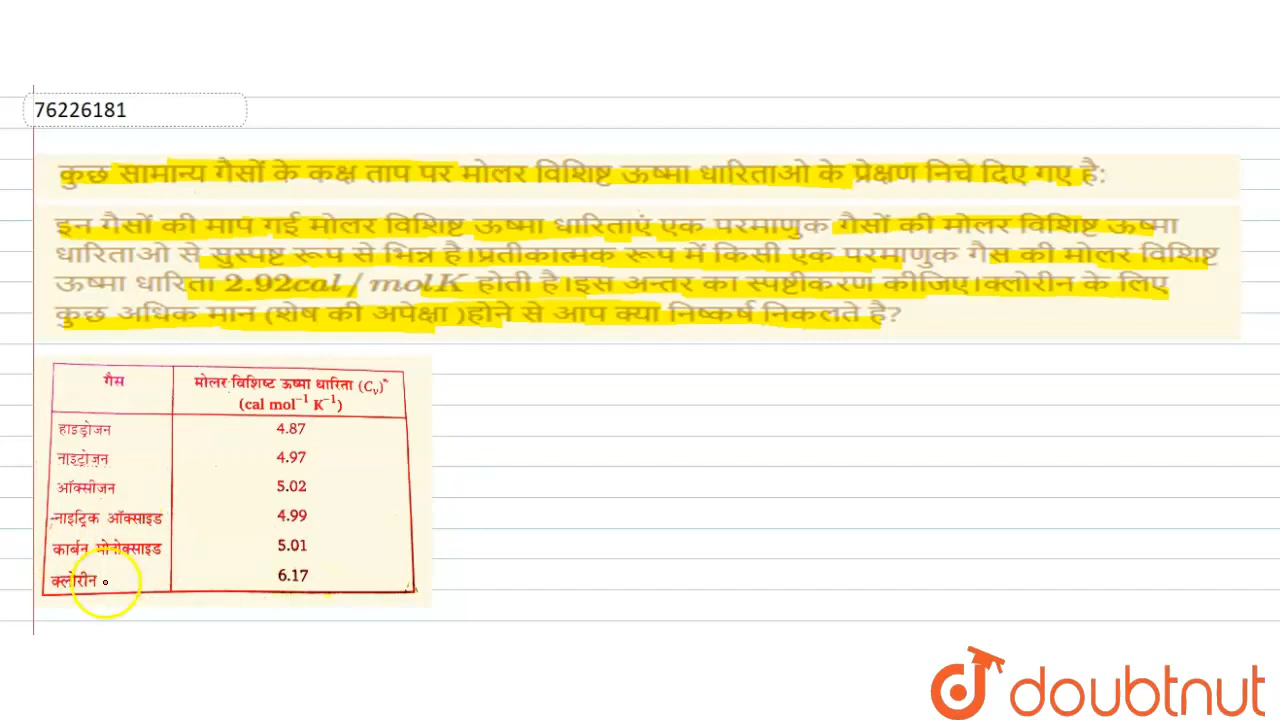 76226181
कुछ सामान्य गैसों के कक्ष ताप पर मोलर विशिष्ट ऊष्मा धारिताओ के प्रेक्षण निचे दिए गए है:
इन गैसों की माप गई मोलर विशिष्ट ऊष्मा धारिताएं एक परमाणुक गैसों की मोलर विशिष्ट ऊष्मा
धारिताओ से सुस्पष्ट रूप से भिन्न है।प्रतीकात्मक रूप में किसी एक परमाणुक गैस की मोलर विशिष्ट
ऊष्मा धारिता 2.92cal/molK होती है।इस अन्तर का स्पष्टीकरण कीजिए।क्लोरीन के लिए
कुछ अधिक मान (शेष की अपेक्षा )होने से आप क्या निष्कर्ष निकलते है?
गैस मोलर विशिष्ट ऊष्मा धारिता (Cv)*
(cal mol⁻¹ K⁻¹)
हाइड्रोजन 4.87
नाइट्रोजन 4.97
ऑक्सीजन 5.02
नाइट्रिक ऑक्साइड 4.99
कार्बन मोनोक्साइड 5.01
क्लोरीन 6.17
doubtnut